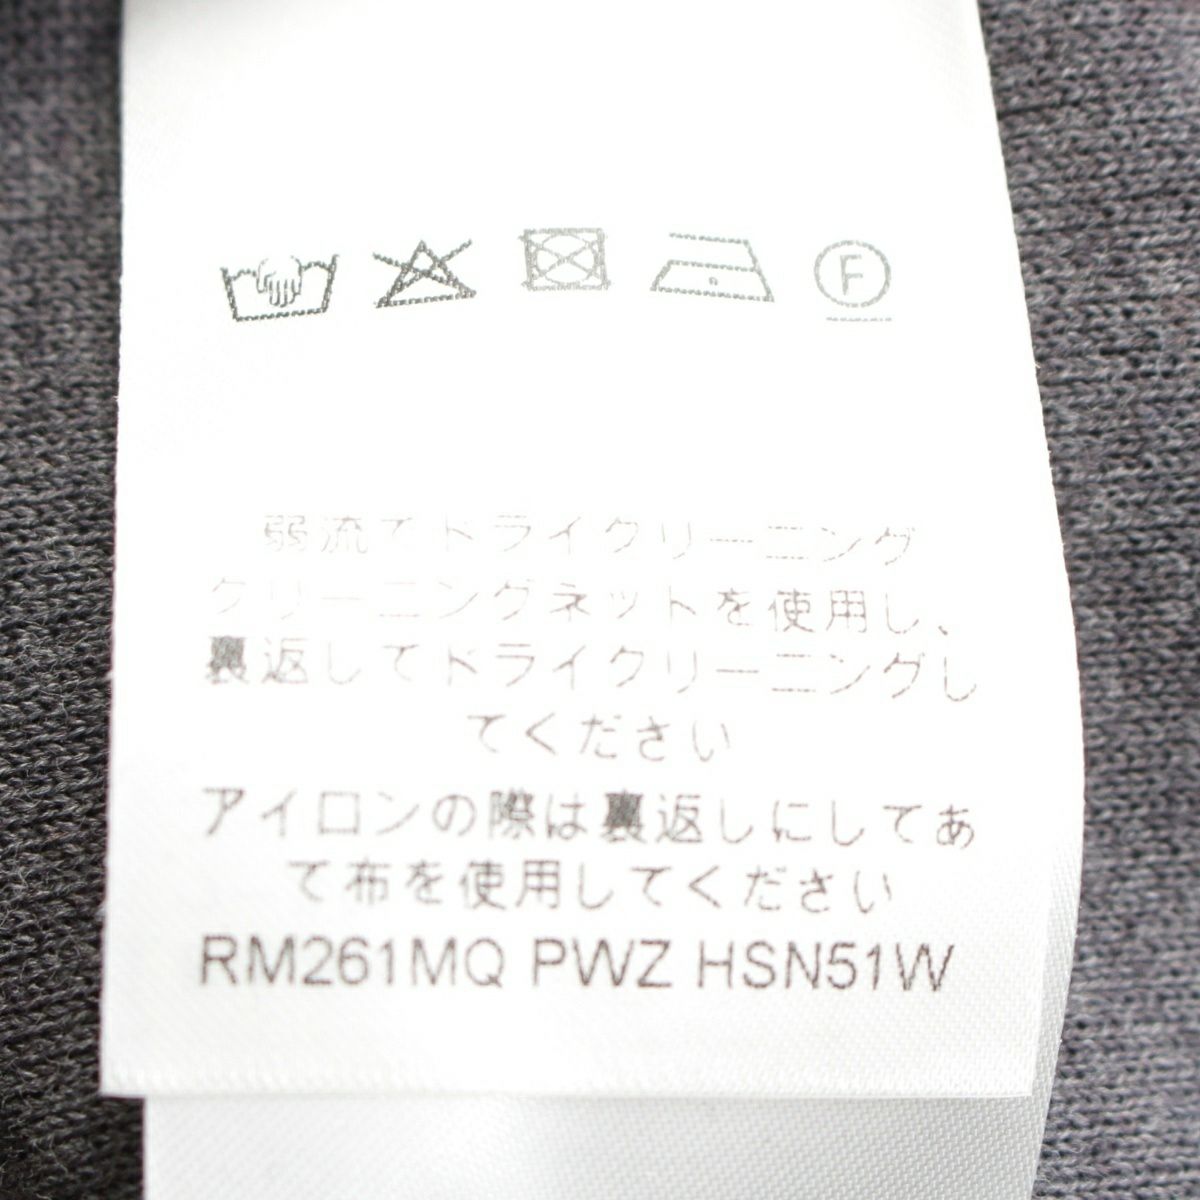 F
弱流でドライクリーニング
クリーニングネットを使用し、
裏返してドライクリーニングし
てください
アイロンの際は裏返しにしてあ
て布を使用してください
RM261MQ PWZ HSN51W